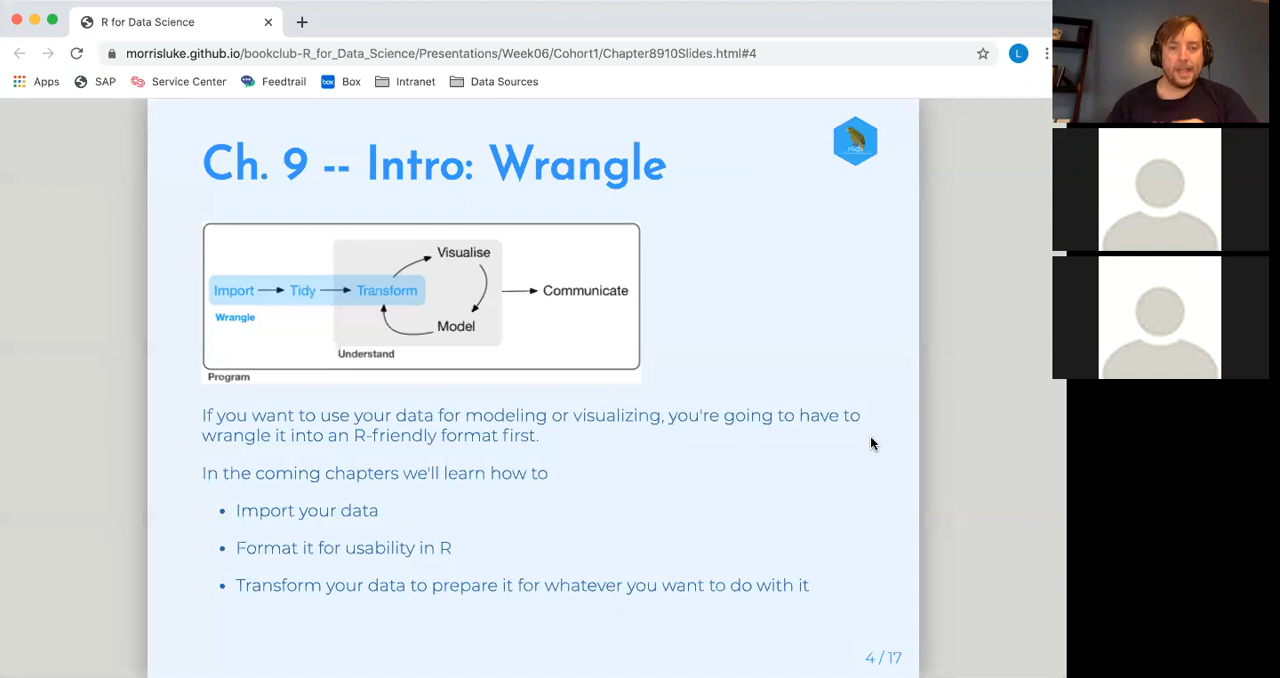 R for Data Science
morrisluke.github.io/bookclub-R_for_Data_Science/Presentations/Week06/Cohort1/Chapter8910Slides.html#4
L
Apps SAP Service Center Feedtrail box Box Intranet Data Sources
Ch. 9 -- Intro: Wrangle
r4ds
Visualise
Import Tidy Transform Communicate
Wrangle
Model
Understand
Program
If you want to use your data for modeling or visualizing, you're going to have to
wrangle it into an R-friendly format first.
In the coming chapters we'll learn how to
• Import your data
• Format it for usability in R
• Transform your data to prepare it for whatever you want to do with it
4 / 17